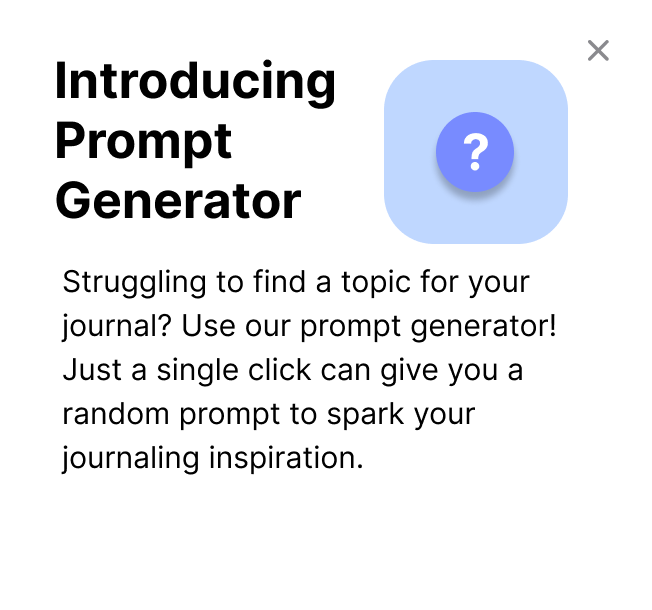 Introducing
Prompt
Generator
?
Struggling to find a topic for your
journal? Use our prompt generator!
Just a single click can give you a
random prompt to spark your
journaling inspiration.